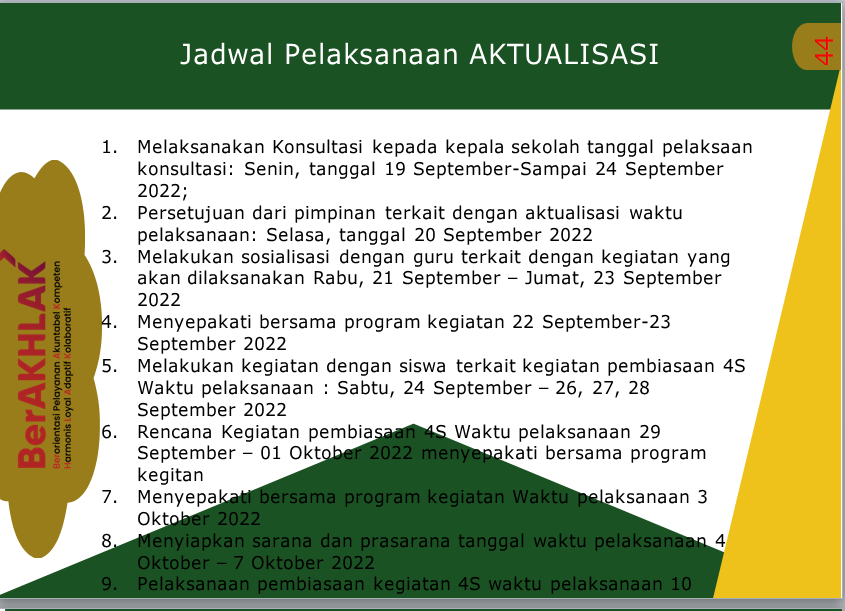 Jadwal Pelaksanaan AKTUALISASI
44
1. Melaksanakan Konsultasi kepada kepala sekolah tanggal pelaksaan
konsultasi: Senin, tanggal 19 September-Sampai 24 September
2022;
2. Persetujuan dari pimpinan terkait dengan aktualisasi waktu
pelaksanaan: Selasa, tanggal 20 September 2022
3. Melakukan sosialisasi dengan guru terkait dengan kegiatan yang
akan dilaksanakan Rabu, 21 September – Jumat, 23 September
2022
4. Menyepakati bersama program kegiatan 22 September-23
September 2022
5. Melakukan kegiatan dengan siswa terkait kegiatan pembiasaan 4S
Waktu pelaksanaan : Sabtu, 24 September – 26, 27, 28
September 2022
6. Rencana Kegiatan pembiasaan 4S Waktu pelaksanaan 29
September – 01 Oktober 2022 menyepakati bersama program
kegitan
7. Menyepakati bersama program kegiatan Waktu pelaksanaan 3
Oktober 2022
8. Menyiapkan sarana dan prasarana tanggal waktu pelaksanaan 4
Oktober – 7 Oktober 2022
9. Pelaksanaan pembiasaan kegiatan 4S waktu pelaksanaan 10
BerAKHLAK
Berorientasi Pelayanan Akuntabel Kompeten
Harmonis Loyal Adaptif Kolaboratif